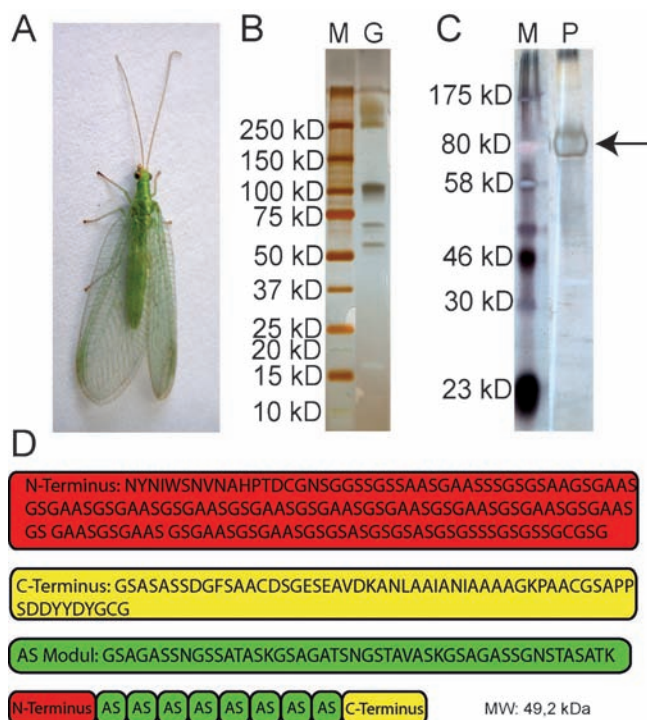 A
B
M G
250 kD
150 kD
100 kD
75 kD
50 kD
37 kD
25 kD
20 kD
15 kD
10 kD
C
M P
175 kD
80 kD
58 kD
46 kD
30 kD
23 kD
D
N-Terminus: NYNIWSNVNAHPTDCGNSGGSSGSSAASGAASSSGSGSAAGSGAAS
GSGAASGSGAASGSGAASGSGAASGSGAASGSGAASGSGAASGSGAASGSGAAS
GS GAASGSGAAS GSGAASGSGAASGSGSASGSGSASGSGSSGSGSSGCGSG
C-Terminus: GSASASSDGFSAACDSGESEAVDKANLAAIANIAAAAGKPAACGSAPP
SDDYYDYGCG
AS Modul: GSAGASSNGSSATASKGSAGATSNGSTAVASKGSAGASSGNSTASATK
N-Terminus AS AS AS AS AS AS AS AS C-Terminus MW: 49,2 kDa